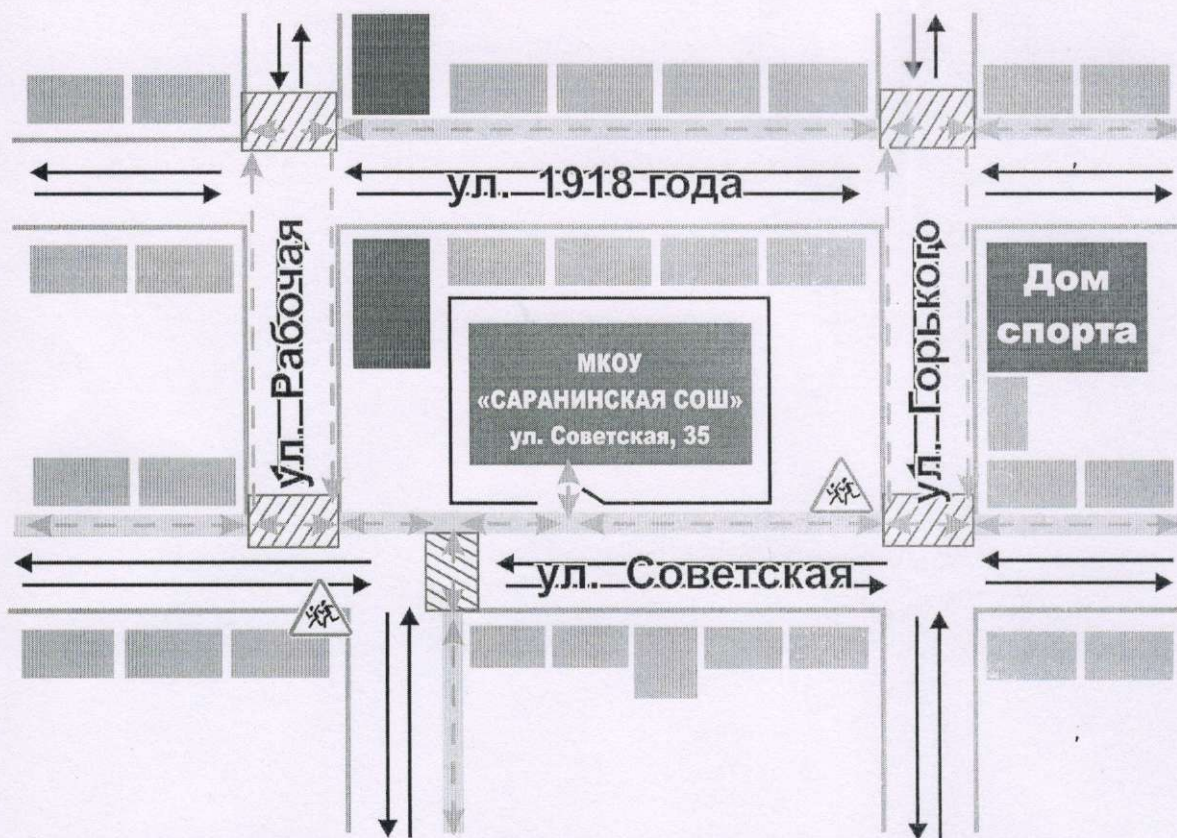 ул. 1918 года
ул. Рабочая
ул. Горького
Дом
спорта
МКОУ
«САРАНИНСКАЯ СОШ»
ул. Советская, 35
ул. Советская